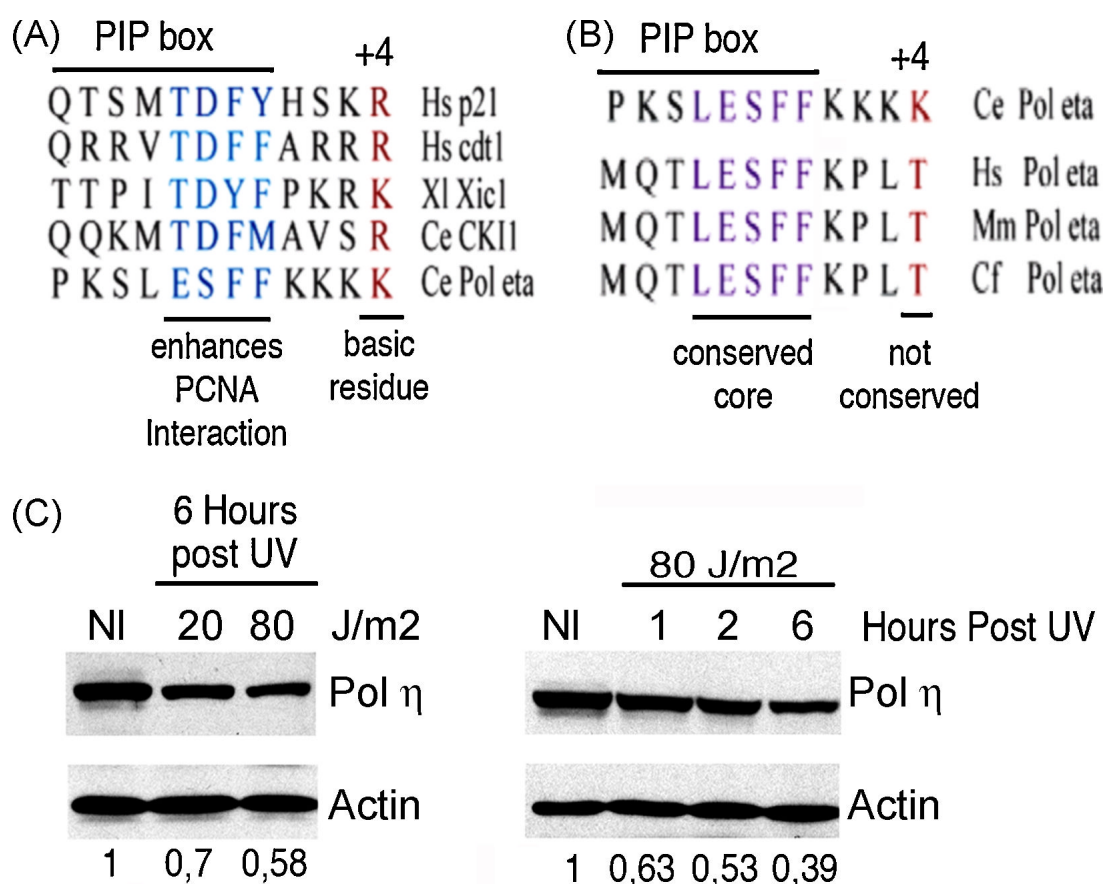 (A) PIP box
+4
Q T S M T D F Y H S K R Hs p21
Q R R V T D F F A R R R Hs cdt1
T T P I T D Y F P K R K Xl Xic1
Q Q K M T D F M A V S R Ce CKI1
P K S L E S F F K K K K Ce Pol eta
enhances
PCNA
Interaction
basic
residue
(B) PIP box
+4
P K S L E S F F K K K K Ce Pol eta
M Q T L E S F F K P L T Hs Pol eta
M Q T L E S F F K P L T Mm Pol eta
M Q T L E S F F K P L T Cf Pol eta
conserved
core
not
conserved
(C) 6 Hours
post UV
NI 20 80 J/m2
Pol η
Actin
1 0,7 0,58
80 J/m2
NI 1 2 6 Hours Post UV
Pol η
Actin
1 0,63 0,53 0,39